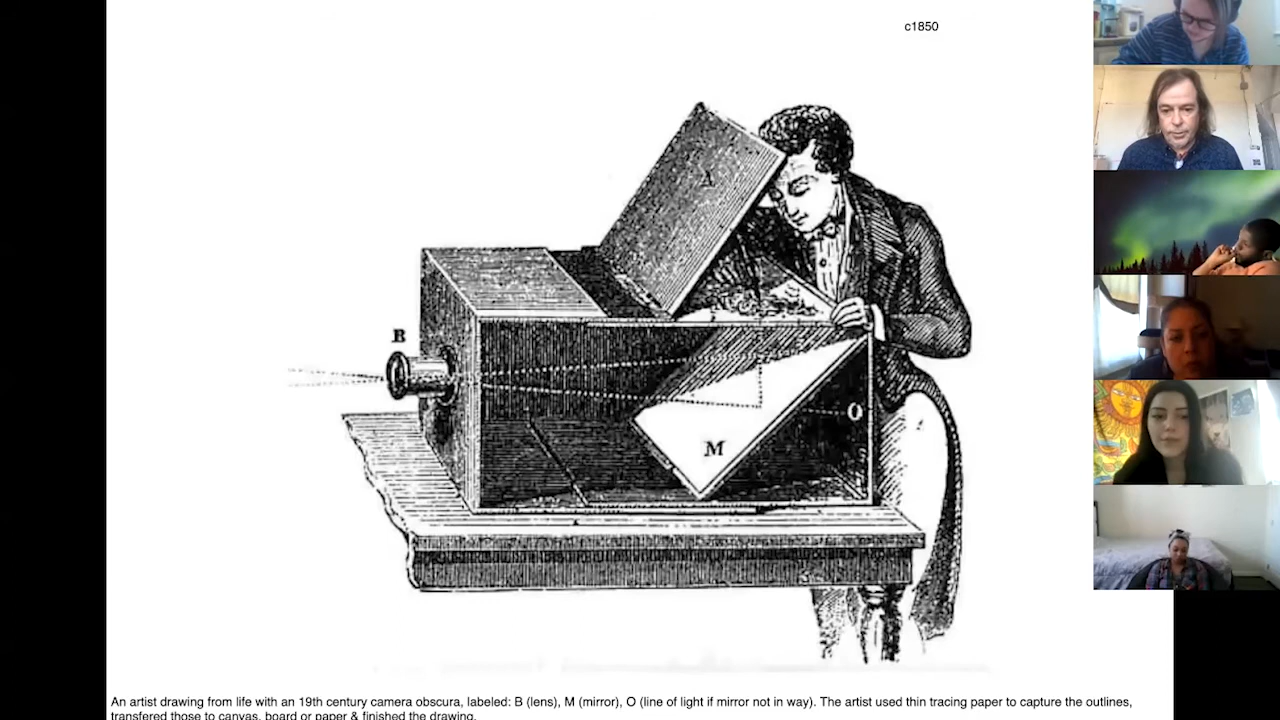 c1850
A
B
O
M
An artist drawing from life with an 19th century camera obscura, labeled: B (lens), M (mirror), O (line of light if mirror not in way). The artist used thin tracing paper to capture the outlines,
transfered those to canvas, board or paper & finished the drawing.